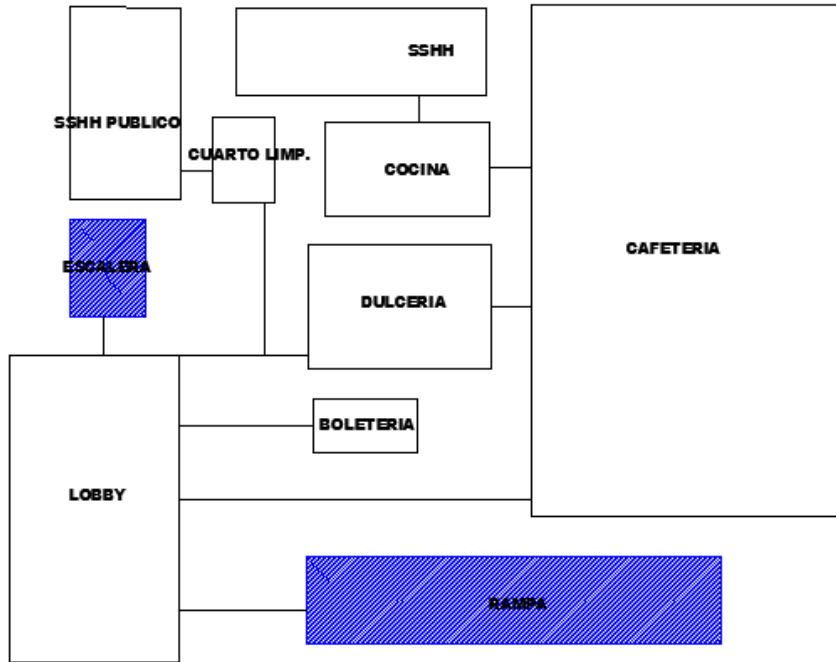 SSHH
SSHH PUBLICO
CUARTO LIMP.
COCINA
CAFETERIA
ESCALERA
DULCERIA
BOLETERIA
LOBBY
RAMPA